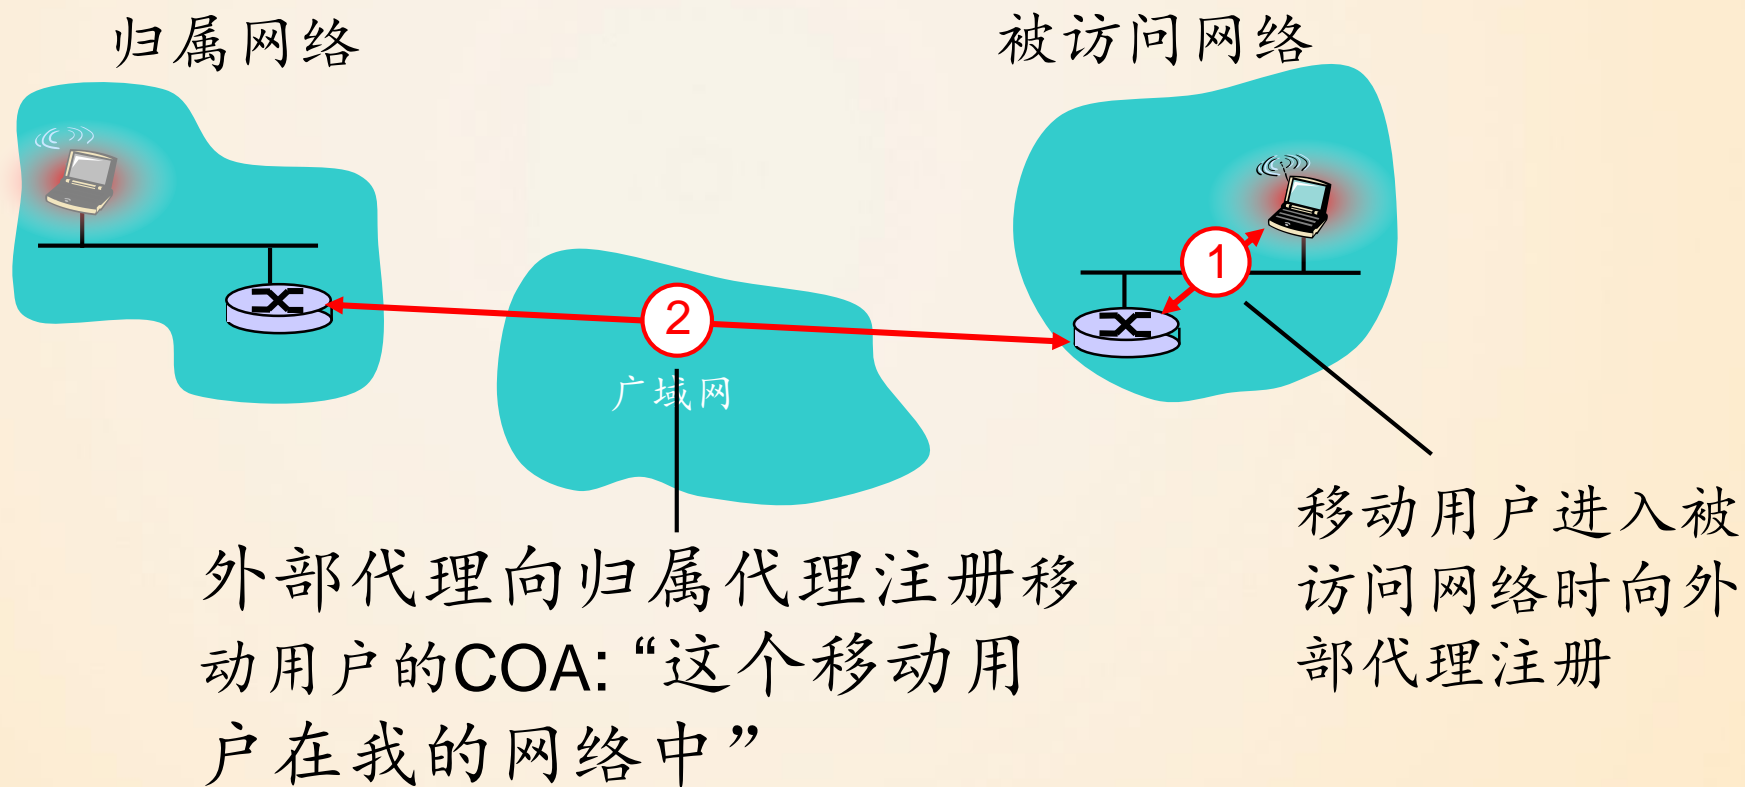 归属网络
被访问网络
1
2
广域网
外部代理向归属代理注册移
动用户的COA: “这个移动用
户在我的网络中”
移动用户进入被
访问网络时向外
部代理注册